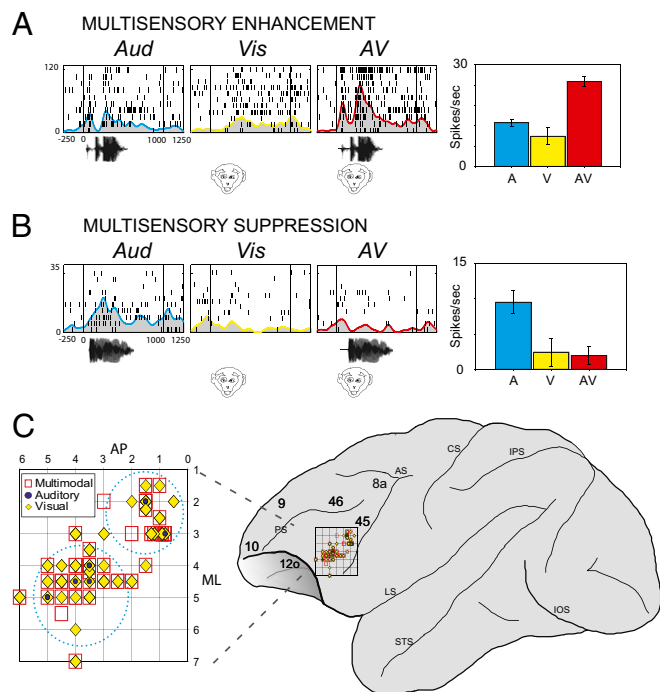 A MULTISENSORY ENHANCEMENT
Aud Vis AV
120
0
-250 0 1000 1250
30
Spikes/sec
0
A V AV
B MULTISENSORY SUPPRESSION
Aud Vis AV
35
0
-250 0 1000 1250
15
Spikes/sec
0
A V AV
C
AP
6 5 4 3 2 1 0
Multimodal
Auditory
Visual
1
2
3
4
5
6
7
ML
CS
IPS
AS
8a
9
46
45
PS
10
12o
LS
IOS
STS